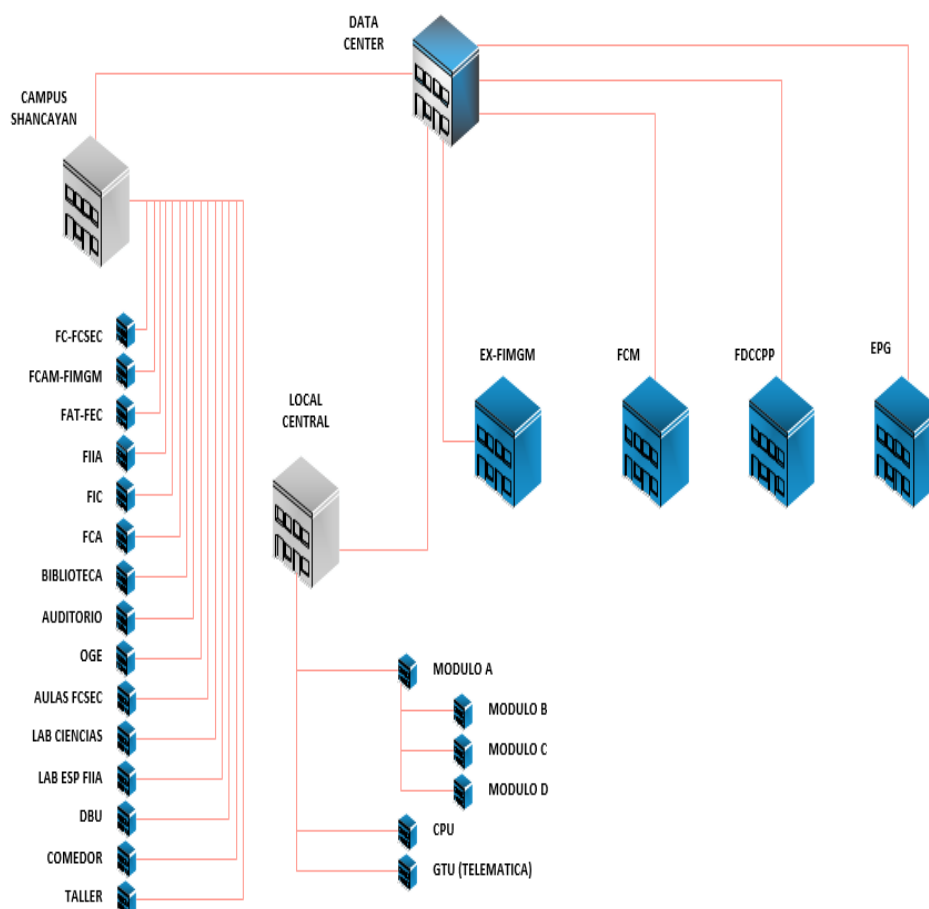 DATA
CENTER
CAMPUS
SHANCAYAN
EX-FIMGM
FCM
FDCCPP
EPG
LOCAL
CENTRAL
FC-FCSEC
FCAM-FIMGM
FAT-FEC
FIIA
FIC
FCA
BIBLIOTECA
AUDITORIO
OGE
AULAS FCSEC
LAB CIENCIAS
LAB ESP FIIA
DBU
COMEDOR
TALLER
MODULO A
MODULO B
MODULO C
MODULO D
CPU
GTU (TELEMATICA)